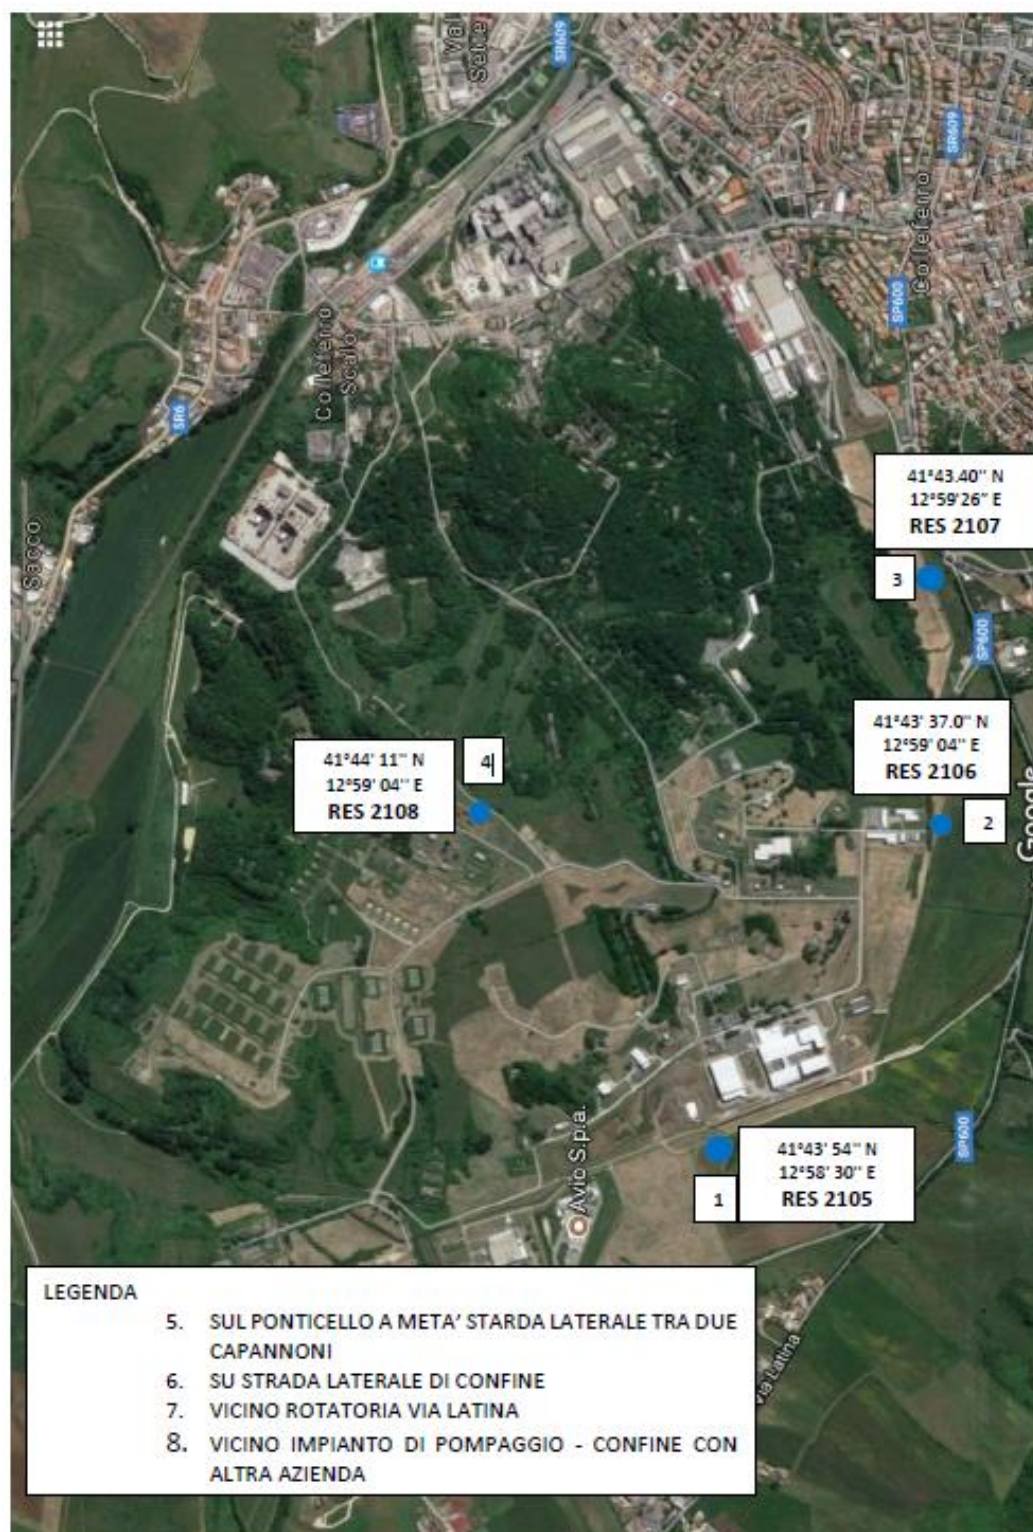 Val
Sette
SR609
SR609
Colleferro
SP600
Colleferro
Scalo
SR6
Sacco
41°43.40'' N
12°59'26'' E
RES 2107
3
SP600
41°43' 37.0'' N
12°59' 04'' E
RES 2106
2
Google
41°44' 11'' N
12°59' 04'' E
RES 2108
4
Avio S.p.a.
SP600
41°43' 54'' N
12°58' 30'' E
RES 2105
1
Via Latina
LEGENDA
5. SUL PONTICELLO A META' STARDA LATERALE TRA DUE
CAPANNONI
6. SU STRADA LATERALE DI CONFINE
7. VICINO ROTATORIA VIA LATINA
8. VICINO IMPIANTO DI POMPAGGIO - CONFINE CON
ALTRA AZIENDA